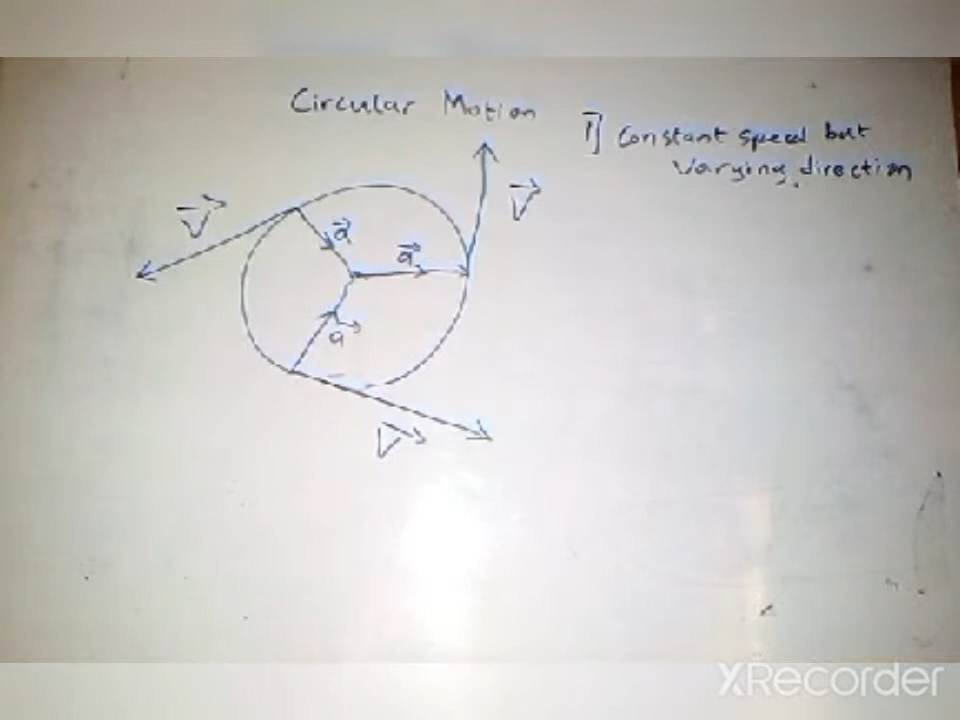 Circular Motion
1] Constant speed but
varying direction
V
V
a
a
a
V
XRecorder